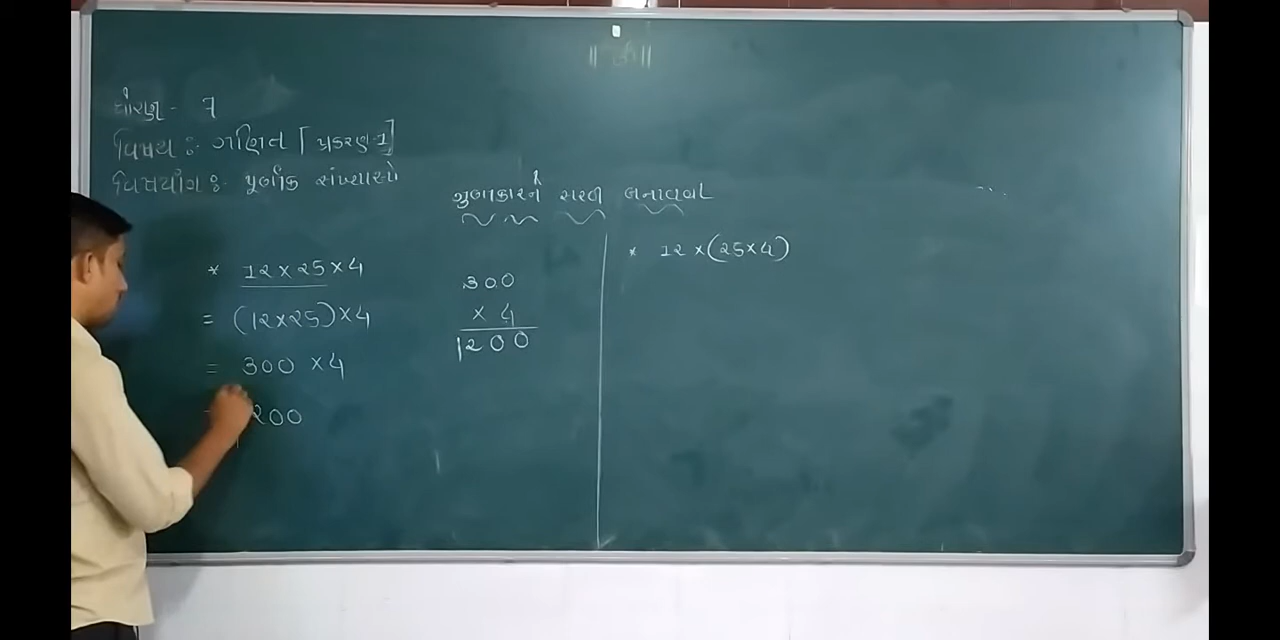 || ૐ ||
ધોરણ - 7
વિષય :- ગણિત [ પ્રકરણ-1]
વિષયાંગ :- પૂર્ણાંક સંખ્યાઓ
ગુણાકારને સરળ બનાવવા
* 12 × 25 × 4
= (12×25)×4
= 300 × 4
= 1200
300
× 4
1200
* 12 × (25×4)